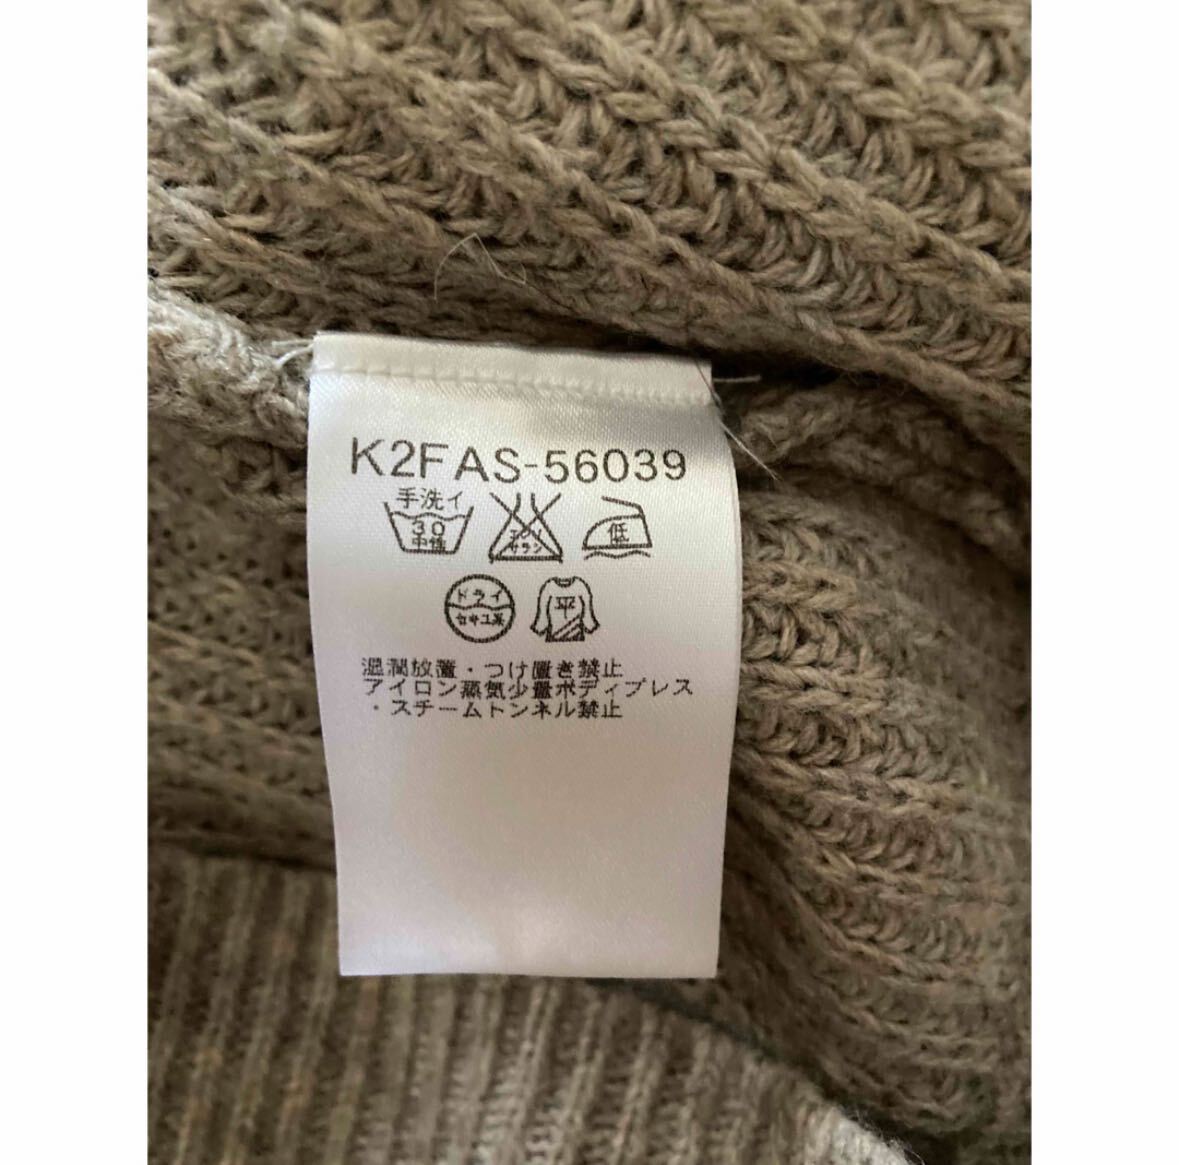 K2FAS-56039
手洗イ
30
中性
エンソ
サラシ
低
ドライ
セキユ系
平
湿潤放置・つけ置き禁止
アイロン蒸気少量ボディプレス
・スチームトンネル禁止